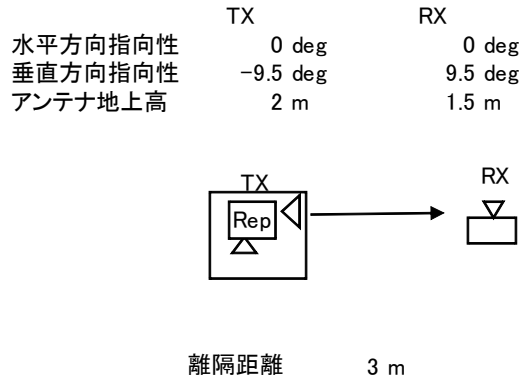 TX RX
水平方向指向性 0 deg 0 deg
垂直方向指向性 -9.5 deg 9.5 deg
アンテナ地上高 2 m 1.5 m
TX RX
Rep
離隔距離 3 m